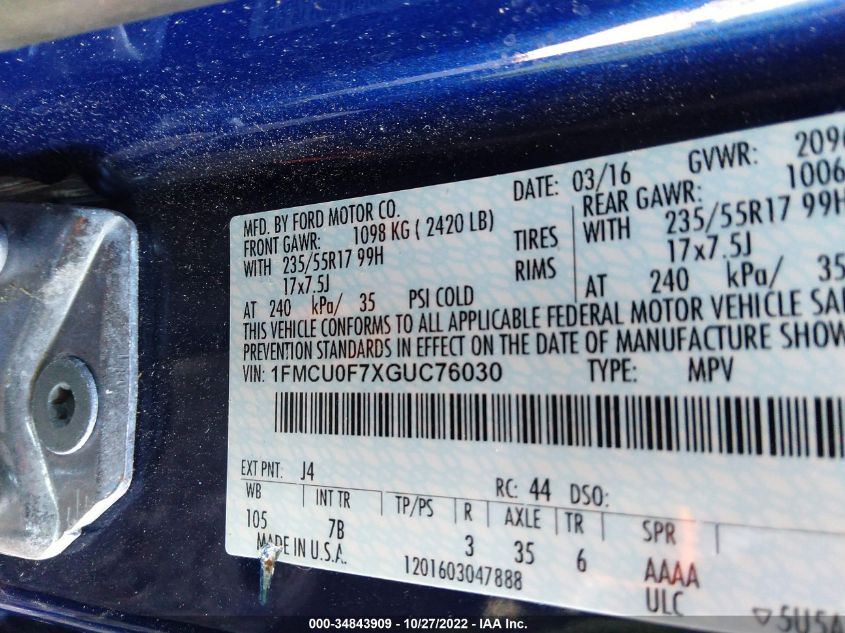 MFD. BY FORD MOTOR CO. DATE: 03/16 GVWR:
FRONT GAWR: 1098 KG ( 2420 LB) REAR GAWR:
WITH 235/55R17 99H TIRES WITH 235/55R17 99H
17x7.5J RIMS 17x7.5J
AT 240 kPa/ 35 PSI COLD AT 240 kPa/ 35
THIS VEHICLE CONFORMS TO ALL APPLICABLE FEDERAL MOTOR VEHICLE
PREVENTION STANDARDS IN EFFECT ON THE DATE OF MANUFACTURE
VIN: 1FMCU0F7XGUC76030 TYPE: MPV
EXT PNT: J4 RC: 44 DSO:
WB INT TR TP/PS R AXLE TR SPR
105 7B 3 35 6 AAAA
MADE IN U.S.A. 1201603047888 ULC
000-34843909 - 10/27/2022 - IAA Inc.